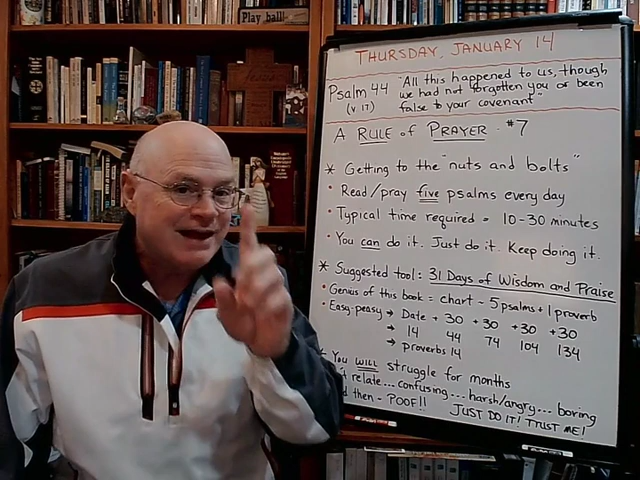 Play ball!
THURSDAY, JANUARY 14
Psalm 44 "All this happened to us, though
(v 17) we had not forgotten you or been
false to your covenant"
A RULE of PRAYER #7
* Getting to the "nuts and bolts"
• Read/pray five psalms every day
• Typical time required = 10-30 minutes
• You can do it. Just do it. Keep doing it.
* Suggested tool: 31 Days of Wisdom and Praise
• Genius of this book = chart - 5 psalms + 1 proverb
• Easy-peasy → Date + 30 + 30 + 30 + 30
→ 14 44 74 104 134
→ proverbs 14
* You WILL struggle for months
relate... confusing... harsh/angry... boring
then - POOF!! JUST DO IT! TRUST ME!